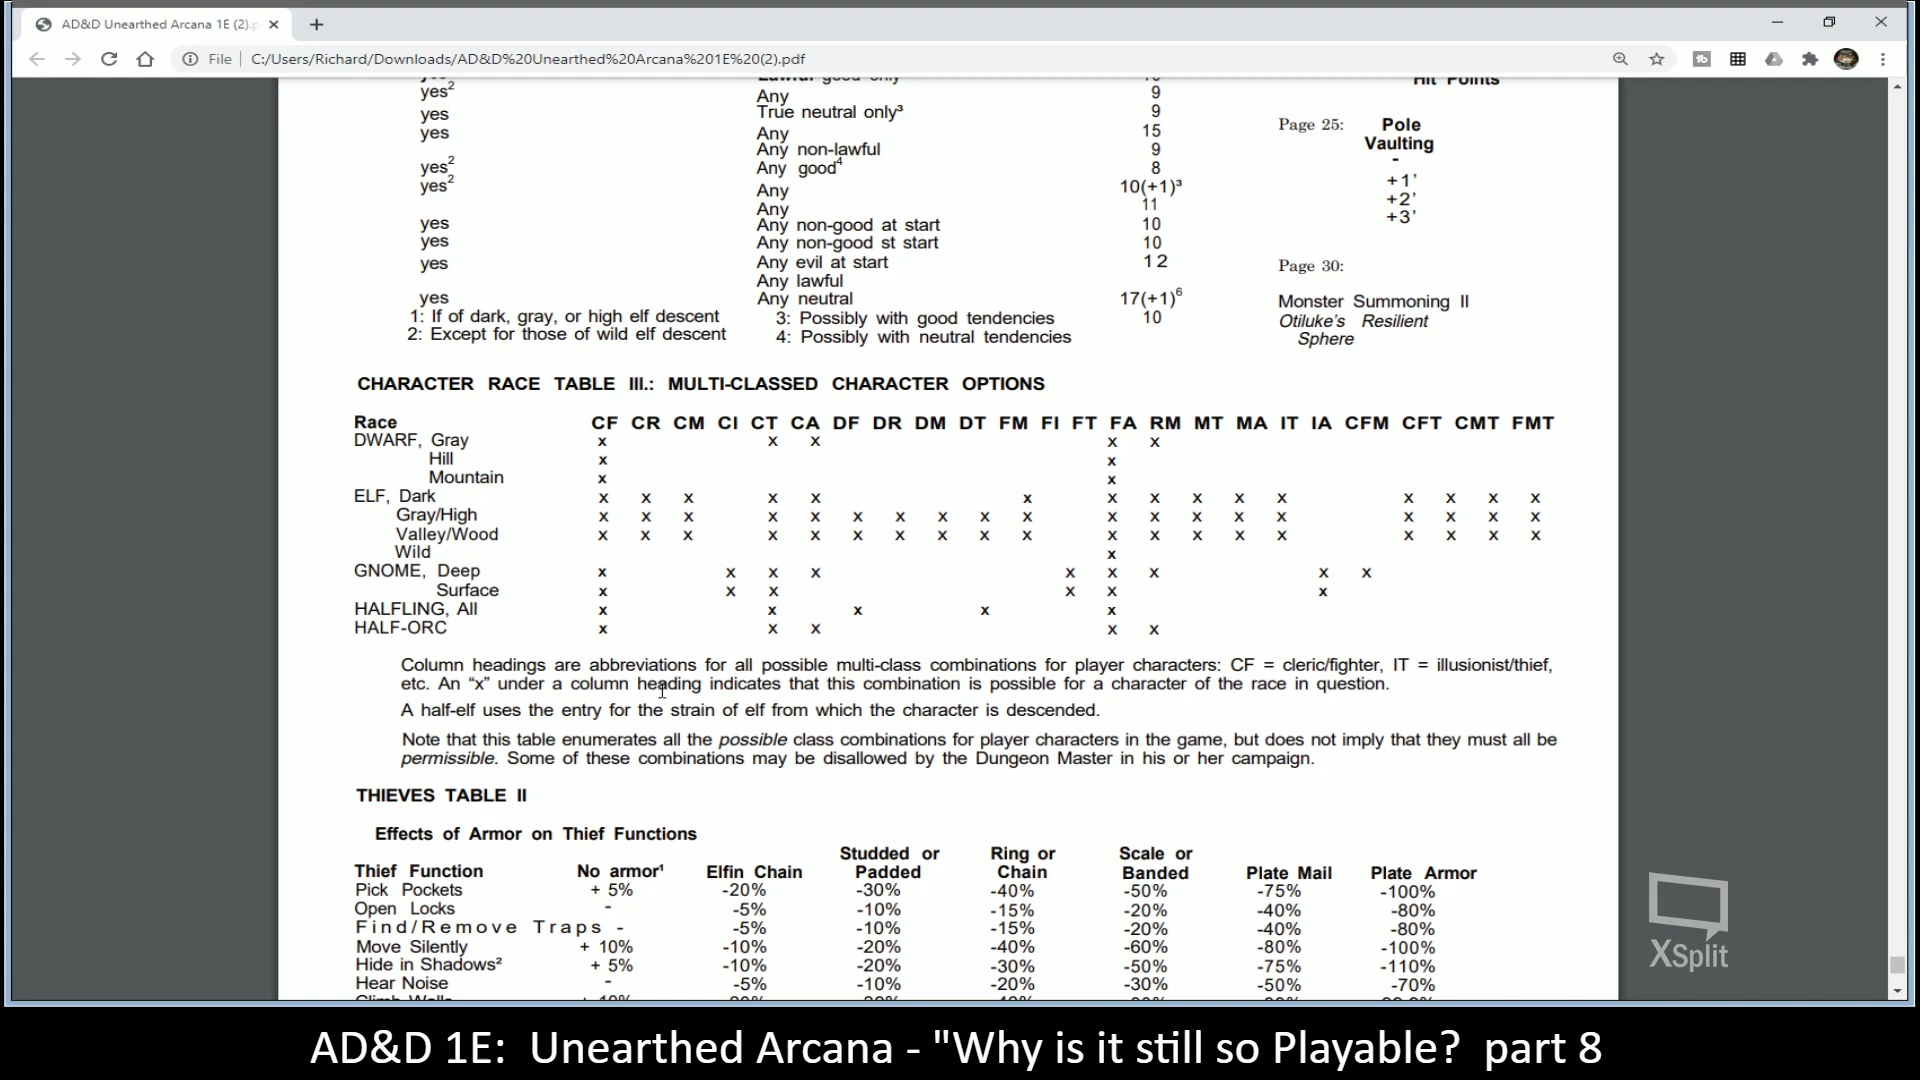 AD&D Unearthed Arcana 1E (2).p
File | C:/Users/Richard/Downloads/AD&D%20Unearthed%20Arcana%201E%20(2).pdf
Hit Points
yes² Any 9
yes True neutral only³ 9
yes Any 15
Any non-lawful 9
yes² Any good⁴ 8
yes² Any 10(+1)³
Any 11
yes Any non-good at start 10
yes Any non-good st start 10
yes Any evil at start 12
Any lawful
yes Any neutral 17(+1)⁶
10
1: If of dark, gray, or high elf descent 3: Possibly with good tendencies
2: Except for those of wild elf descent 4: Possibly with neutral tendencies
Page 25: Pole
Vaulting
-
+1'
+2'
+3'
Page 30:
Monster Summoning II
Otiluke's Resilient
Sphere
CHARACTER RACE TABLE III.: MULTI-CLASSED CHARACTER OPTIONS
Race CF CR CM CI CT CA DF DR DM DT FM FI FT FA RM MT MA IT IA CFM CFT CMT FMT
DWARF, Gray x x x x x
Hill x x
Mountain x x
ELF, Dark x x x x x x x x x x x x x x x
Gray/High x x x x x x x x x x x x x x x x x x x
Valley/Wood x x x x x x x x x x x x x x x x x x x
Wild x
GNOME, Deep x x x x x x x x x
Surface x x x x x x
HALFLING, All x x x x x
HALF-ORC x x x x x
Column headings are abbreviations for all possible multi-class combinations for player characters: CF = cleric/fighter, IT = illusionist/thief,
etc. An “x” under a column heading indicates that this combination is possible for a character of the race in question.
A half-elf uses the entry for the strain of elf from which the character is descended.
Note that this table enumerates all the possible class combinations for player characters in the game, but does not imply that they must all be
permissible. Some of these combinations may be disallowed by the Dungeon Master in his or her campaign.
THIEVES TABLE II
Effects of Armor on Thief Functions
Studded or Ring or Scale or
Thief Function No armor¹ Elfin Chain Padded Chain Banded Plate Mail Plate Armor
Pick Pockets + 5% -20% -30% -40% -50% -75% -100%
Open Locks - -5% -10% -15% -20% -40% -80%
Find/Remove Traps - -5% -10% -15% -20% -40% -80%
Move Silently + 10% -10% -20% -40% -60% -80% -100%
Hide in Shadows² + 5% -10% -20% -30% -50% -75% -110%
Hear Noise - -5% -10% -20% -30% -50% -70%
XSplit
AD&D 1E: Unearthed Arcana - "Why is it still so Playable? part 8